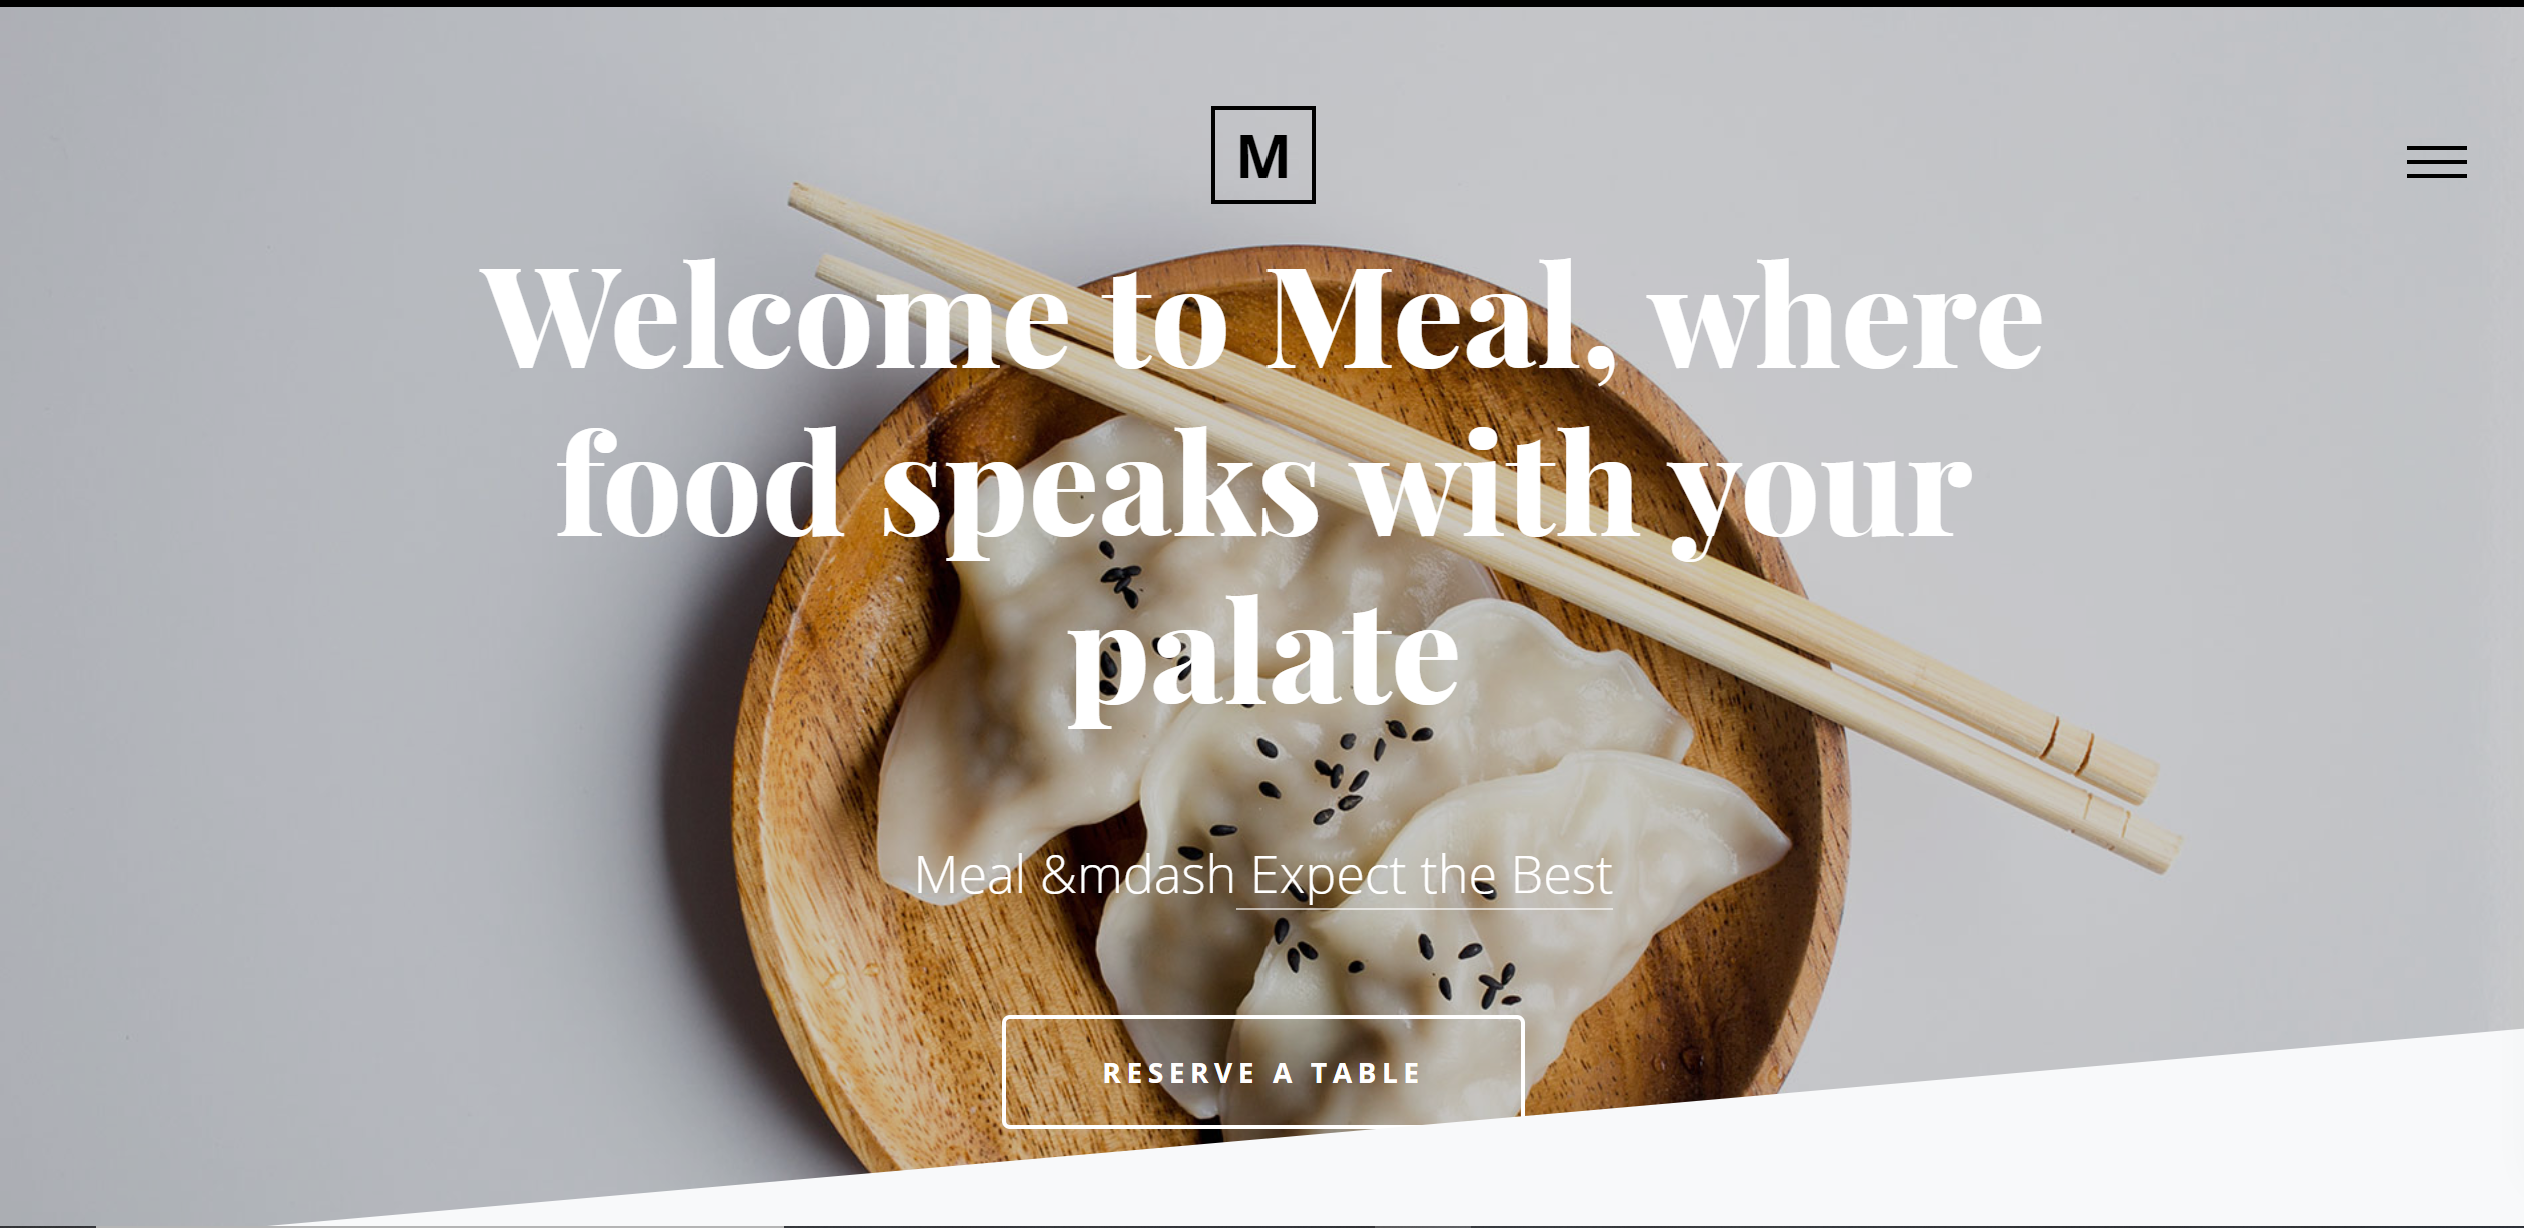 M
Welcome to Meal, where
food speaks with your
palate
Meal &mdash Expect the Best
RESERVE A TABLE